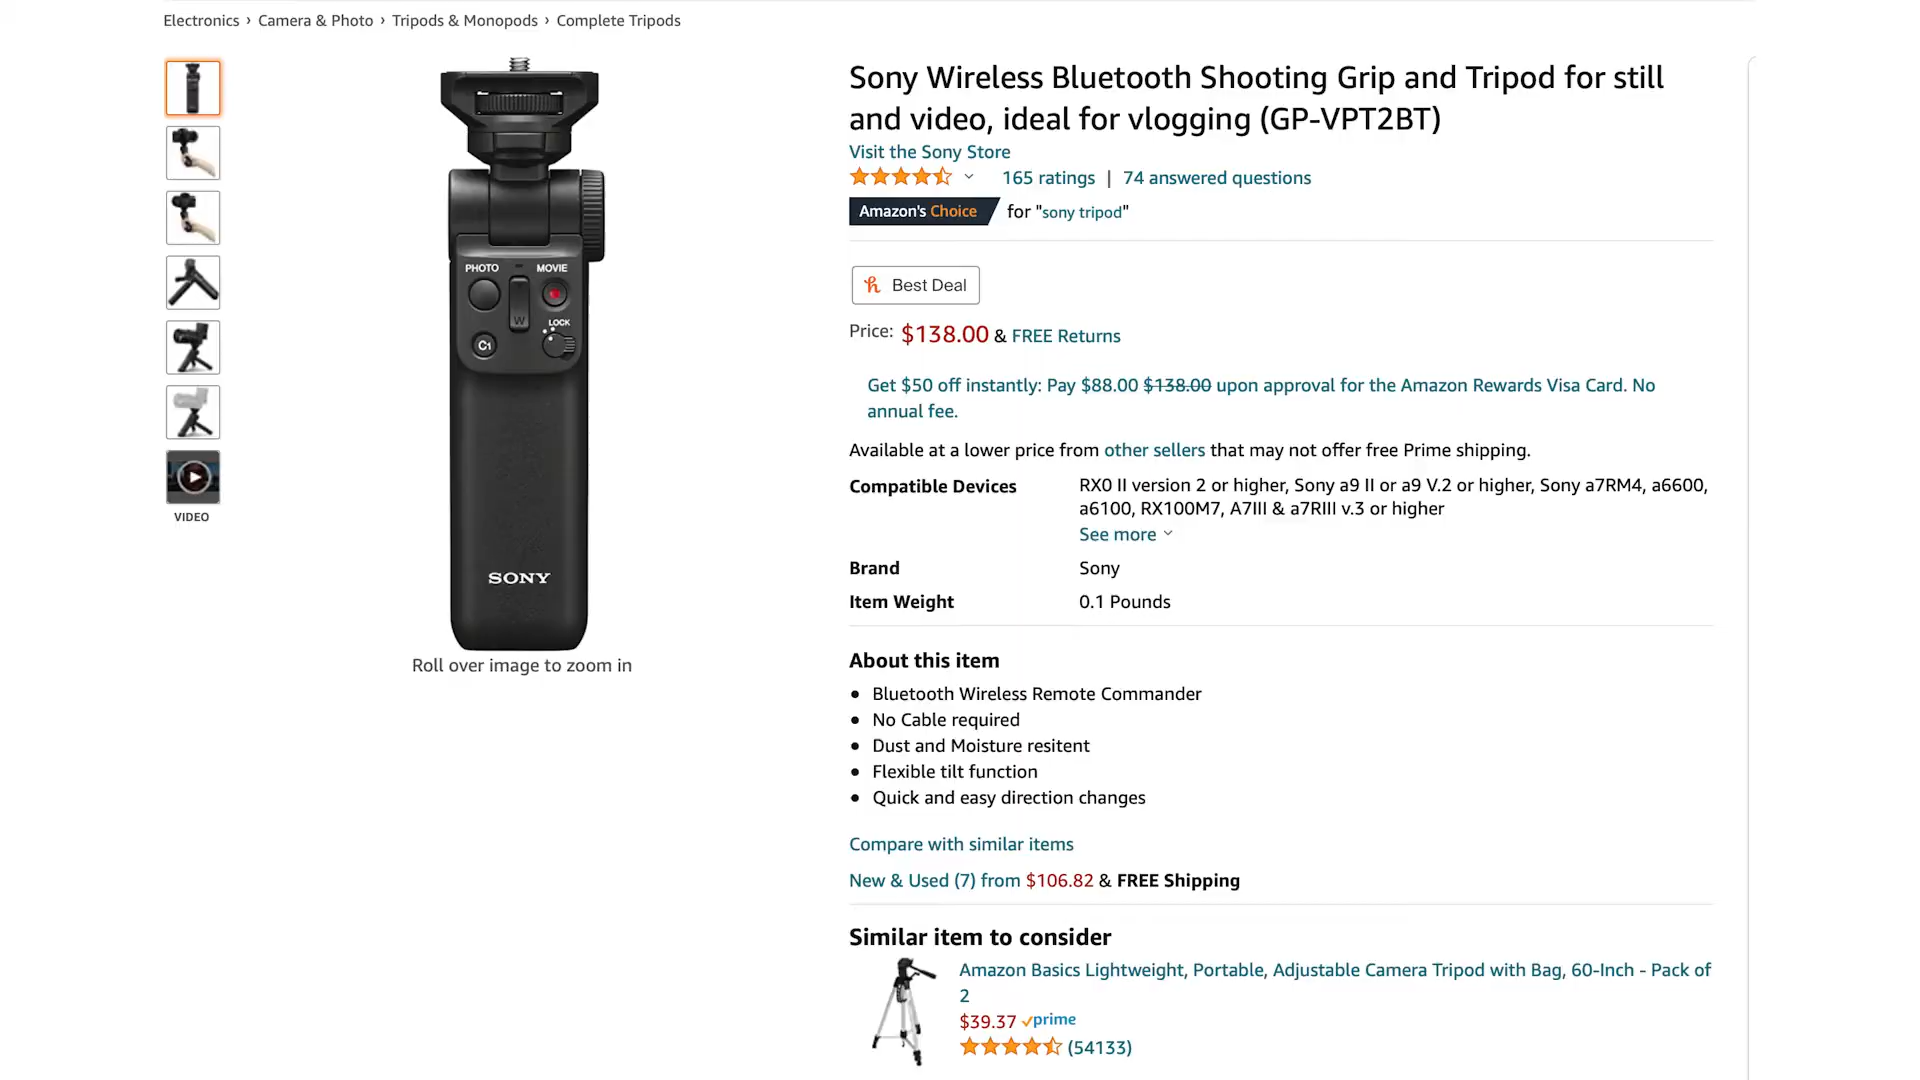 Electronics › Camera & Photo › Tripods & Monopods › Complete Tripods
Sony Wireless Bluetooth Shooting Grip and Tripod for still
and video, ideal for vlogging (GP-VPT2BT)
Visit the Sony Store
165 ratings | 74 answered questions
Amazon's Choice for "sony tripod"
Best Deal
Price: $138.00 & FREE Returns
Get $50 off instantly: Pay $88.00 $138.00 upon approval for the Amazon Rewards Visa Card. No
annual fee.
Available at a lower price from other sellers that may not offer free Prime shipping.
Compatible Devices RX0 II version 2 or higher, Sony a9 II or a9 V.2 or higher, Sony a7RM4, a6600,
a6100, RX100M7, A7III & a7RIII v.3 or higher
See more
Brand Sony
Item Weight 0.1 Pounds
About this item
Bluetooth Wireless Remote Commander
No Cable required
Dust and Moisture resitent
Flexible tilt function
Quick and easy direction changes
Compare with similar items
New & Used (7) from $106.82 & FREE Shipping
Similar item to consider
Amazon Basics Lightweight, Portable, Adjustable Camera Tripod with Bag, 60-Inch - Pack of
2
$39.37 prime
(54133)
PHOTO MOVIE
W
LOCK
C1
SONY
Roll over image to zoom in
VIDEO